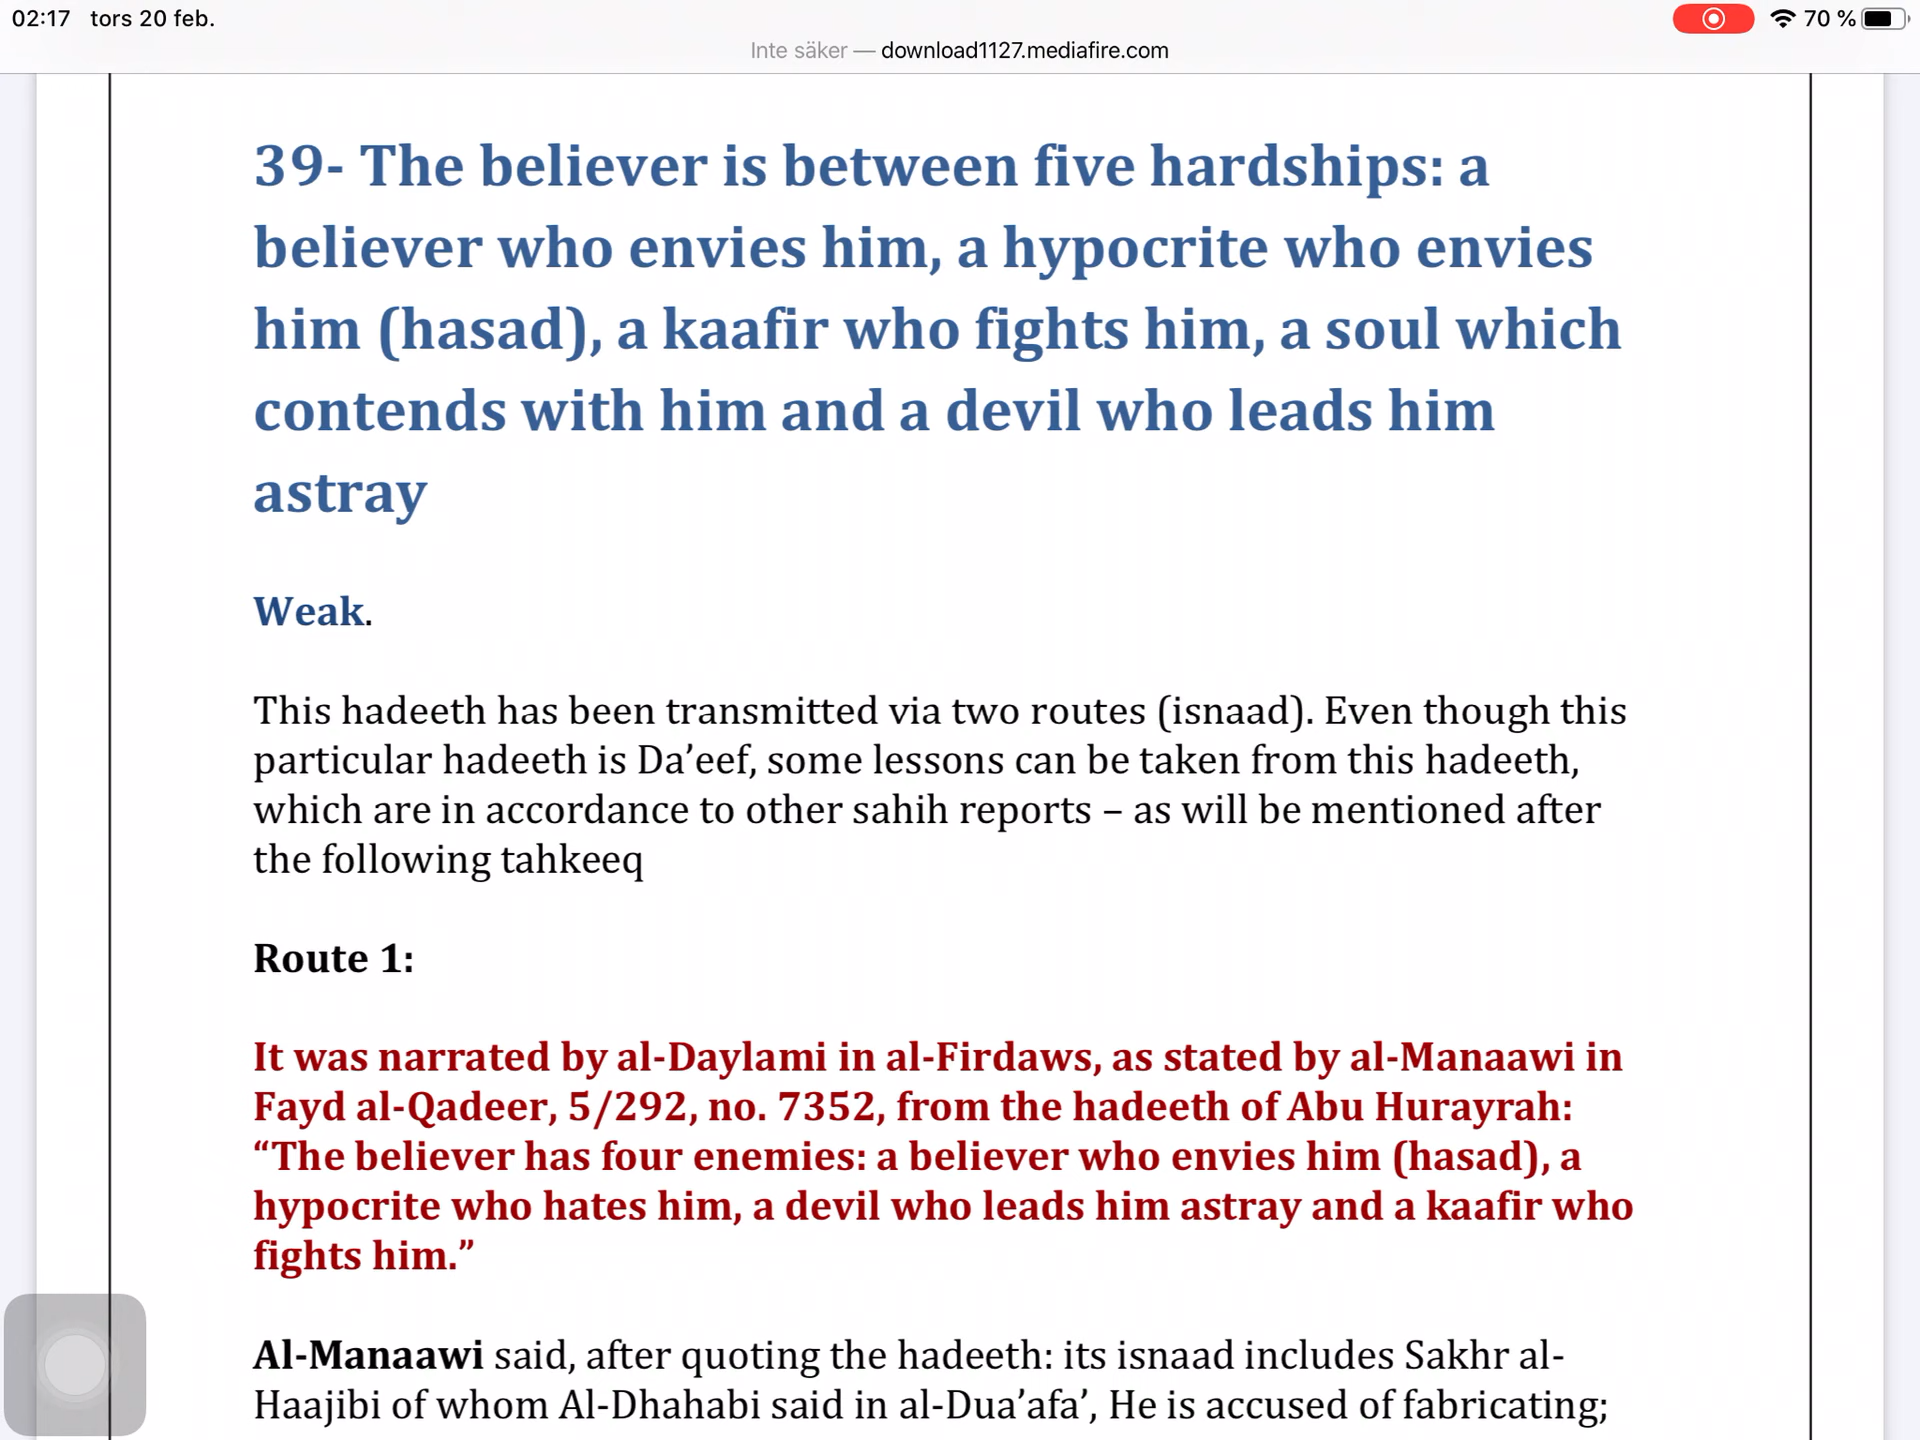 02:17 tors 20 feb.
70 %
Inte säker — download1127.mediafire.com
39- The believer is between five hardships: a
believer who envies him, a hypocrite who envies
him (hasad), a kaafir who fights him, a soul which
contends with him and a devil who leads him
astray
Weak.
This hadeeth has been transmitted via two routes (isnaad). Even though this
particular hadeeth is Da’eef, some lessons can be taken from this hadeeth,
which are in accordance to other sahih reports – as will be mentioned after
the following tahkeeq
Route 1:
It was narrated by al-Daylami in al-Firdaws, as stated by al-Manaawi in
Fayd al-Qadeer, 5/292, no. 7352, from the hadeeth of Abu Hurayrah:
“The believer has four enemies: a believer who envies him (hasad), a
hypocrite who hates him, a devil who leads him astray and a kaafir who
fights him.”
Al-Manaawi said, after quoting the hadeeth: its isnaad includes Sakhr al-
Haajibi of whom Al-Dhahabi said in al-Dua’afa’, He is accused of fabricating;